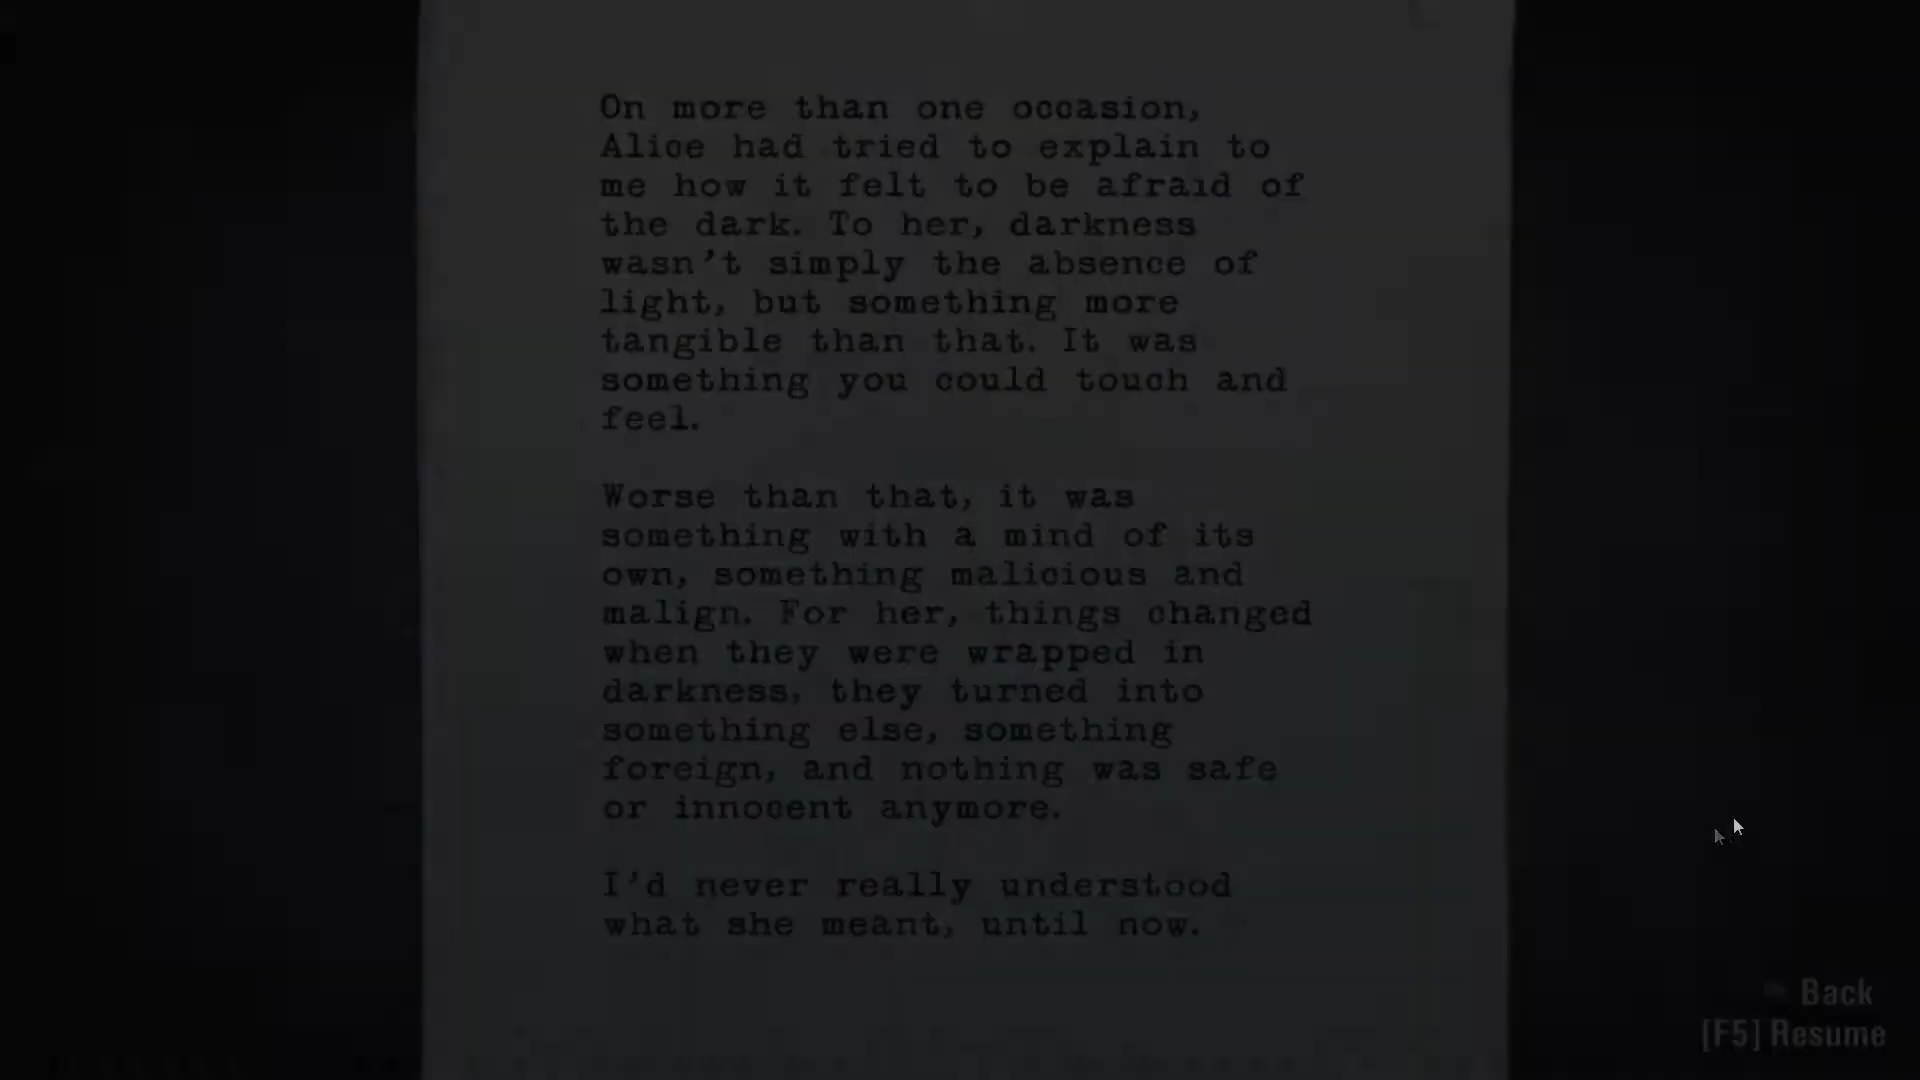 On more than one occasion,
Alice had tried to explain to
me how it felt to be afraid of
the dark. To her, darkness
wasn't simply the absence of
light, but something more
tangible than that. It was
something you could touch and
feel.
Worse than that, it was
something with a mind of its
own, something malicious and
malign. For her, things changed
when they were wrapped in
darkness, they turned into
something else, something
foreign, and nothing was safe
or innocent anymore.
I'd never really understood
what she meant, until now.
Back
[F5] Resume